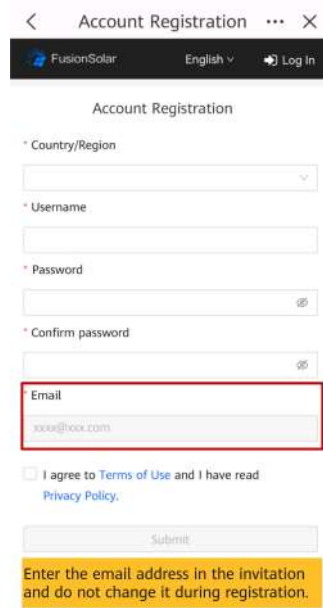 Account Registration
FusionSolar English Log In
Account Registration
* Country/Region
* Username
* Password
* Confirm password
* Email
xxxx@xxx.com
I agree to Terms of Use and I have read
Privacy Policy.
Submit
Enter the email address in the invitation
and do not change it during registration.